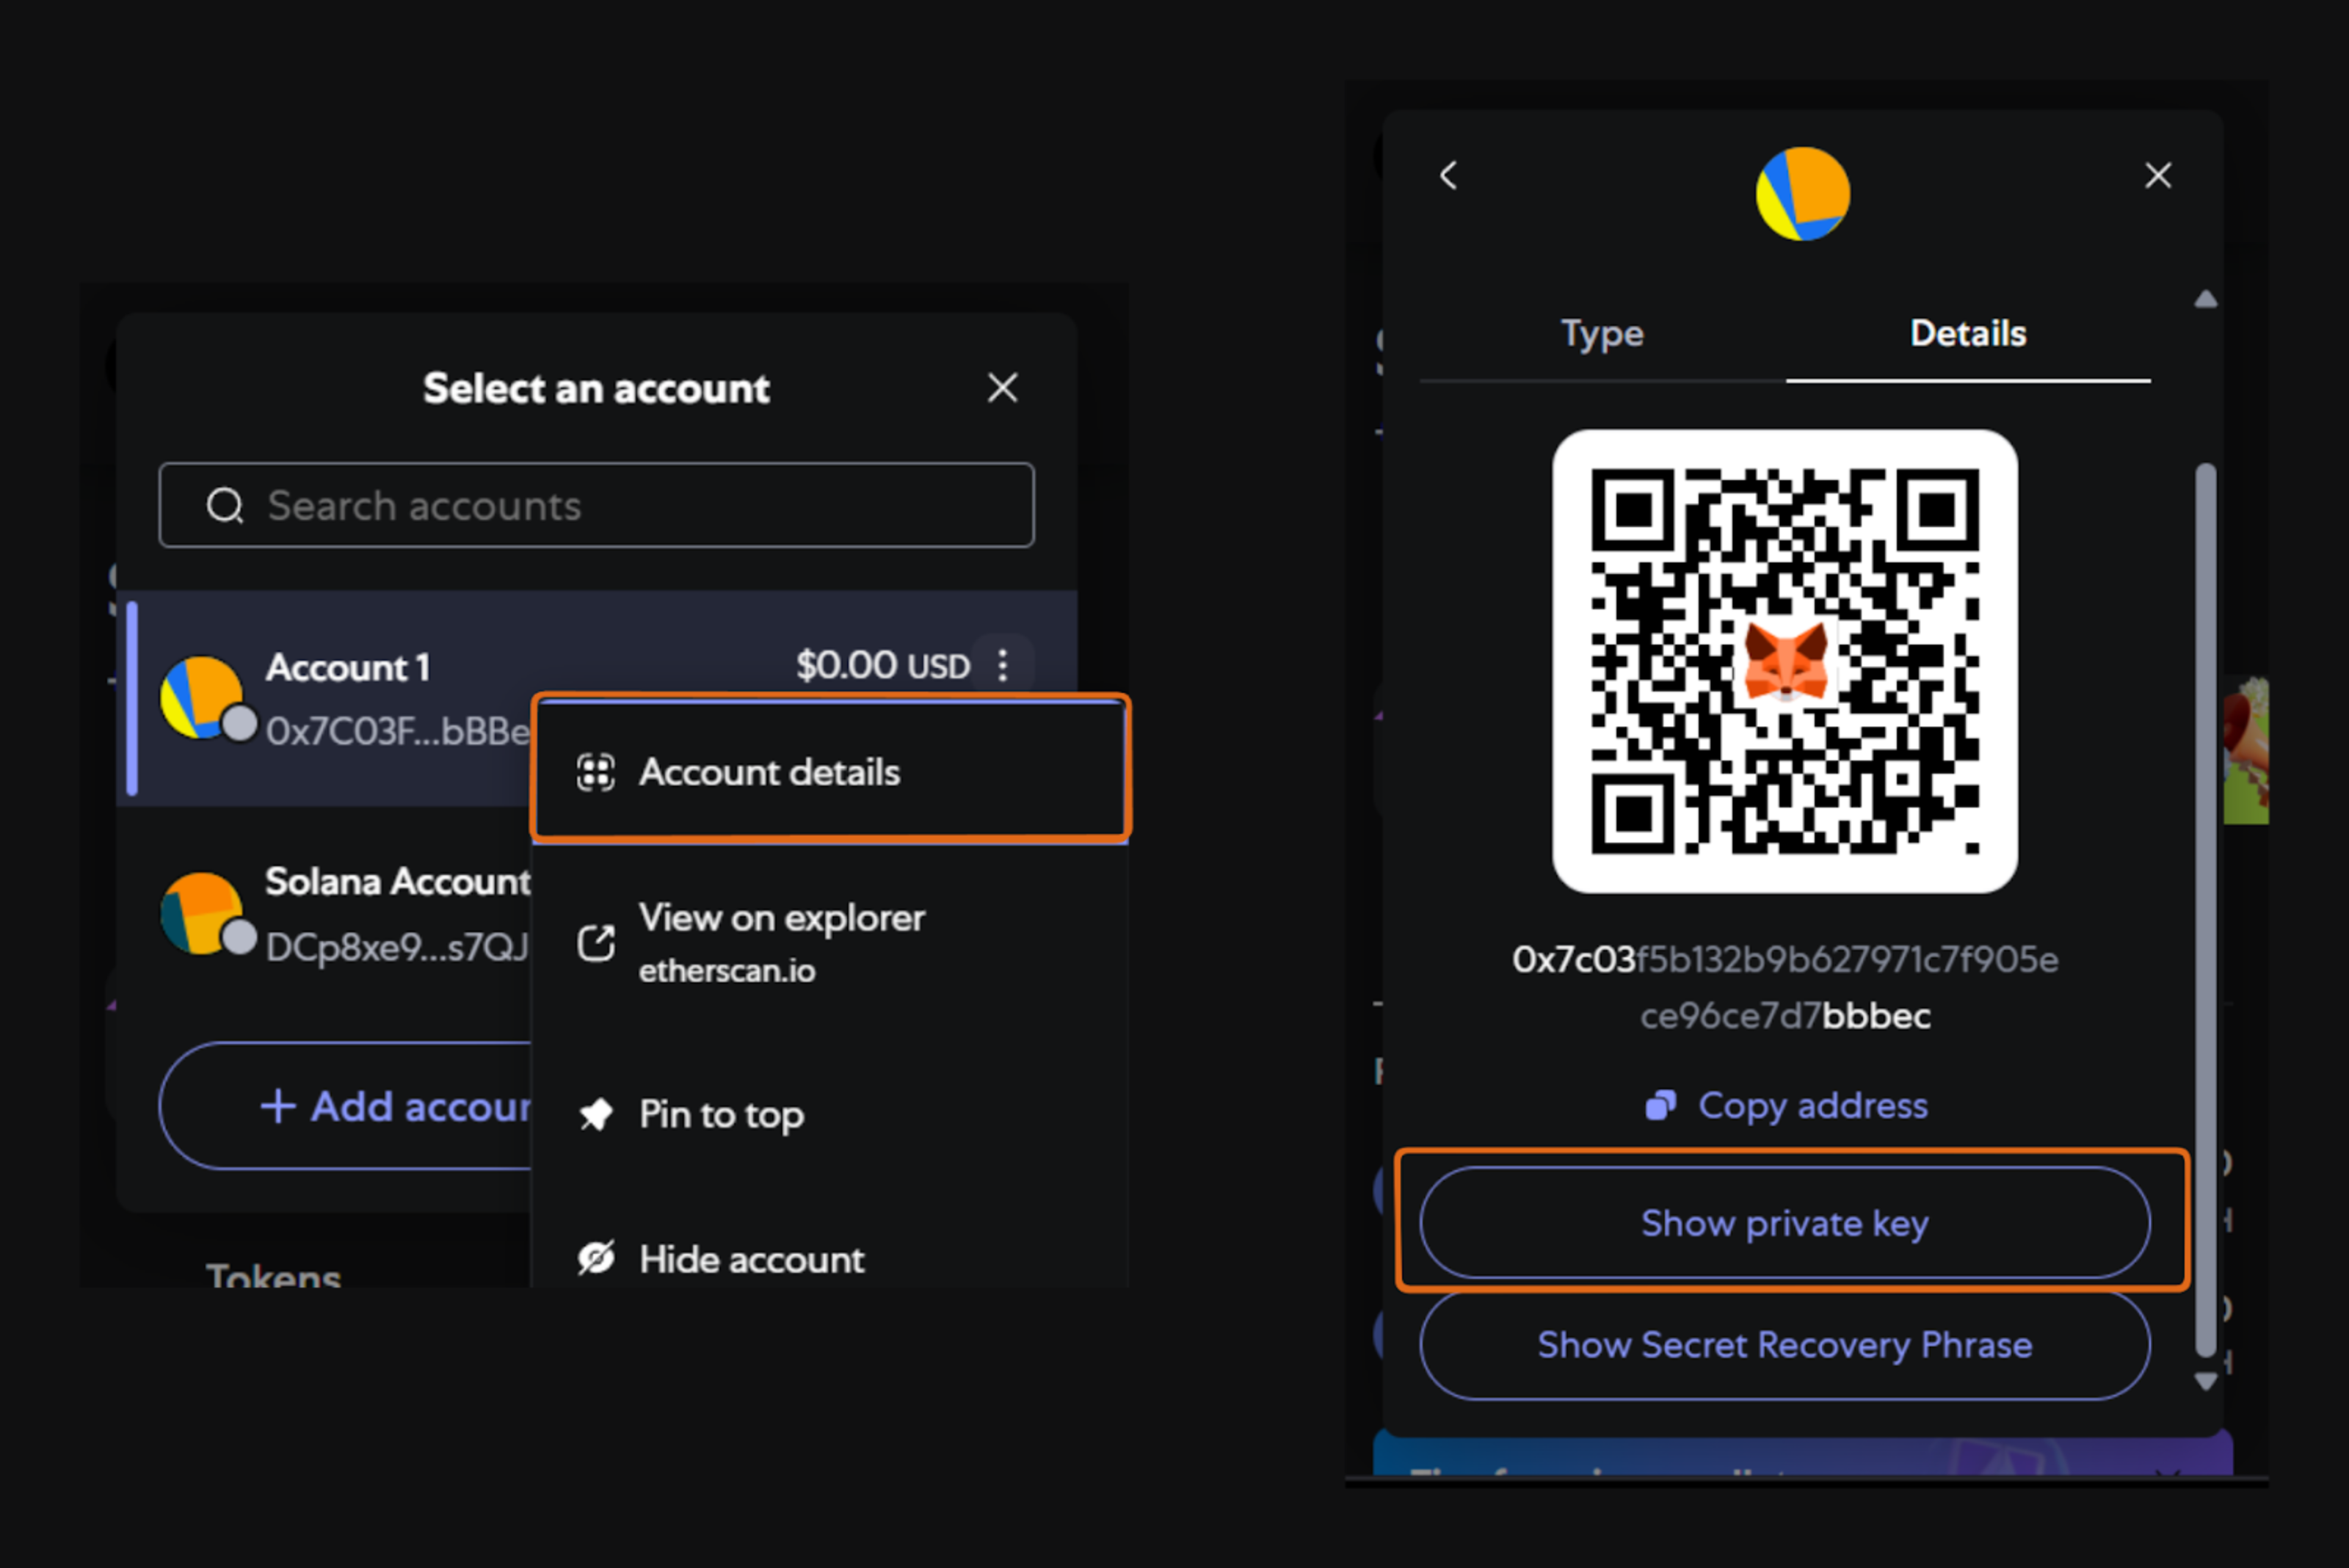 Select an account
Search accounts
Account 1
$0.00 USD
0x7C03F...bBBe
Account details
Solana Account
DCp8xe9...s7QJ
View on explorer
etherscan.io
+ Add accour
Pin to top
Hide account
Tokens
Type
Details
0x7c03f5b132b9b627971c7f905e
ce96ce7d7bbbec
Copy address
Show private key
Show Secret Recovery Phrase